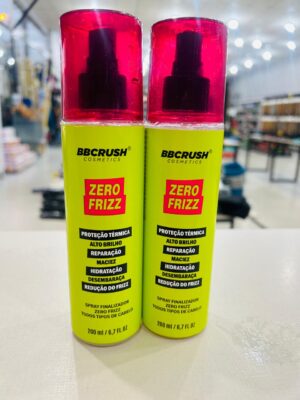 BBCRUSH®
COSMETICS
ZERO
FRIZZ
PROTEÇÃO TÉRMICA
ALTO BRILHO
REPARAÇÃO
MACIEZ
HIDRATAÇÃO
DESEMBARAÇA
REDUÇÃO DO FRIZZ
SPRAY FINALIZADOR
ZERO FRIZZ
TODOS TIPOS DE CABELO
200 ml / 6,7 fl. oz
BBCRUSH®
COSMETICS
ZERO
FRIZZ
PROTEÇÃO TÉRMICA
ALTO BRILHO
REPARAÇÃO
MACIEZ
HIDRATAÇÃO
DESEMBARAÇA
REDUÇÃO DO FRIZZ
SPRAY FINALIZADOR
ZERO FRIZZ
TODOS TIPOS DE CABELO
200 ml / 6,7 fl. oz